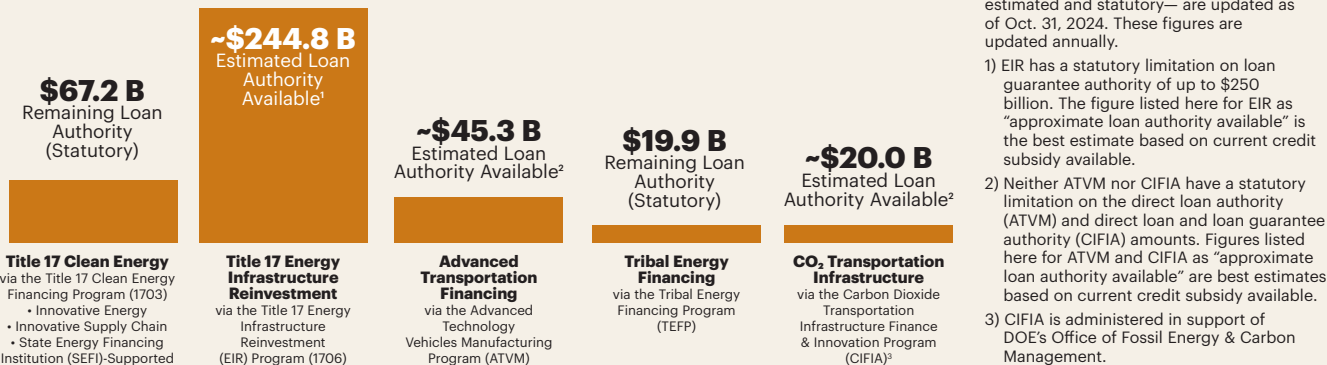 $67.2 B
Remaining Loan
Authority
(Statutory)
Title 17 Clean Energy
via the Title 17 Clean Energy
Financing Program (1703)
• Innovative Energy
• Innovative Supply Chain
• State Energy Financing
Institution (SEFI)-Supported
~$244.8 B
Estimated Loan
Authority
Available¹
Title 17 Energy
Infrastructure
Reinvestment
via the Title 17 Energy
Infrastructure
Reinvestment
(EIR) Program (1706)
~$45.3 B
Estimated Loan
Authority Available²
Advanced
Transportation
Financing
via the Advanced
Technology
Vehicles Manufacturing
Program (ATVM)
$19.9 B
Remaining Loan
Authority
(Statutory)
Tribal Energy
Financing
via the Tribal Energy
Financing Program
(TEFP)
~$20.0 B
Estimated Loan
Authority Available²
CO₂ Transportation
Infrastructure
via the Carbon Dioxide
Transportation
Infrastructure Finance
& Innovation Program
(CIFIA)³
estimated and statutory— are updated as
of Oct. 31, 2024. These figures are
updated annually.
1) EIR has a statutory limitation on loan
guarantee authority of up to $250
billion. The figure listed here for EIR as
“approximate loan authority available” is
the best estimate based on current credit
subsidy available.
2) Neither ATVM nor CIFIA have a statutory
limitation on the direct loan authority
(ATVM) and direct loan and loan guarantee
authority (CIFIA) amounts. Figures listed
here for ATVM and CIFIA as “approximate
loan authority available” are best estimates
based on current credit subsidy available.
3) CIFIA is administered in support of
DOE’s Office of Fossil Energy & Carbon
Management.